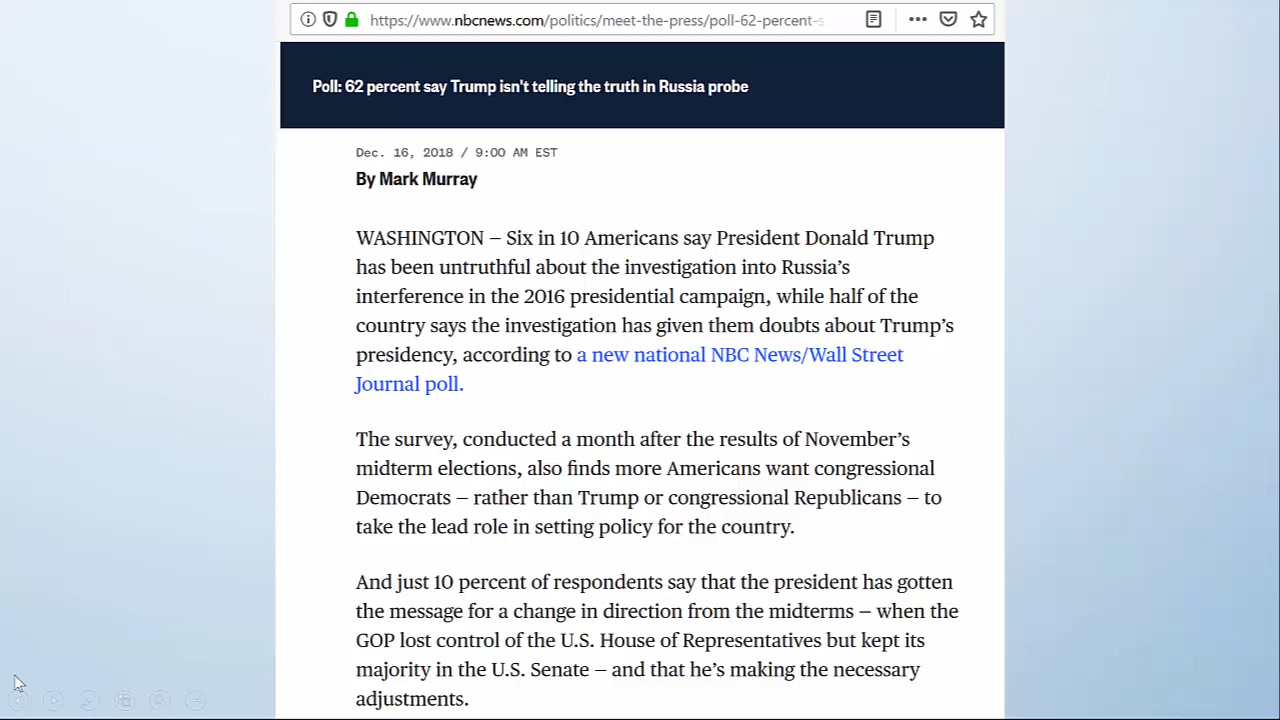 https://www.nbcnews.com/politics/meet-the-press/poll-62-percent-s
Poll: 62 percent say Trump isn't telling the truth in Russia probe
Dec. 16, 2018 / 9:00 AM EST
By Mark Murray
WASHINGTON – Six in 10 Americans say President Donald Trump
has been untruthful about the investigation into Russia’s
interference in the 2016 presidential campaign, while half of the
country says the investigation has given them doubts about Trump’s
presidency, according to a new national NBC News/Wall Street
Journal poll.
The survey, conducted a month after the results of November’s
midterm elections, also finds more Americans want congressional
Democrats – rather than Trump or congressional Republicans – to
take the lead role in setting policy for the country.
And just 10 percent of respondents say that the president has gotten
the message for a change in direction from the midterms – when the
GOP lost control of the U.S. House of Representatives but kept its
majority in the U.S. Senate – and that he’s making the necessary
adjustments.